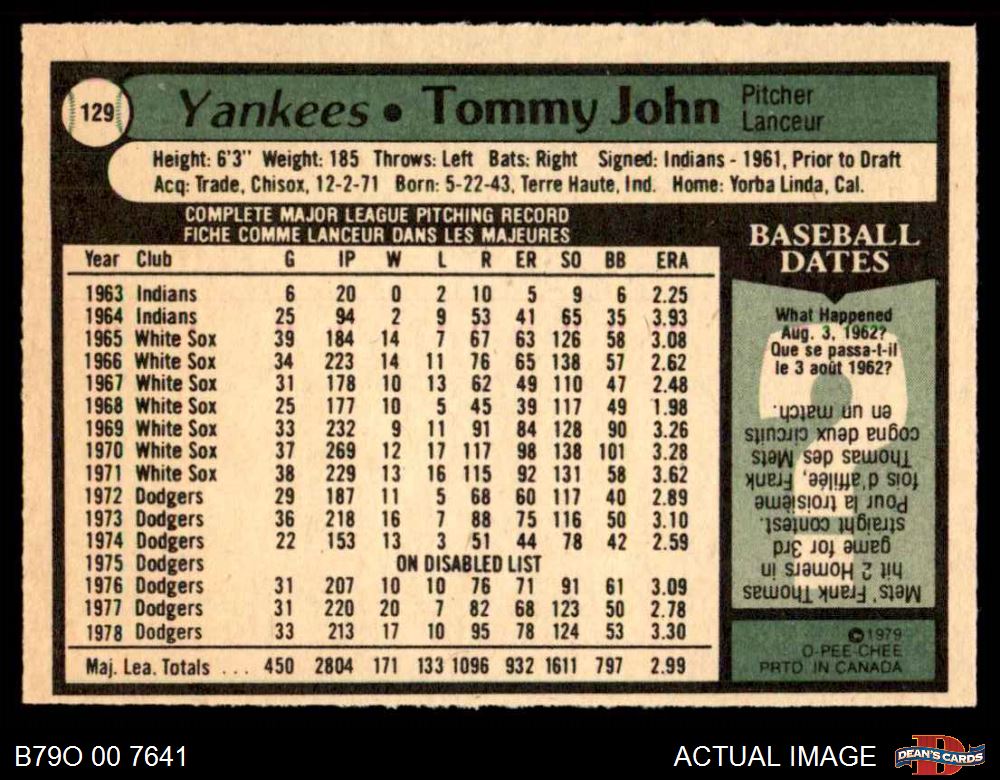 129
Yankees • Tommy John
Pitcher
Lanceur
Height: 6'3" Weight: 185 Throws: Left Bats: Right Signed: Indians - 1961, Prior to Draft
Acq: Trade, Chisox, 12-2-71 Born: 5-22-43, Terre Haute, Ind. Home: Yorba Linda, Cal.
COMPLETE MAJOR LEAGUE PITCHING RECORD
FICHE COMME LANCEUR DANS LES MAJEURES
Year Club G IP W L R ER SO BB ERA
1963 Indians 6 20 0 2 10 5 9 6 2.25
1964 Indians 25 94 2 9 53 41 65 35 3.93
1965 White Sox 39 184 14 7 67 63 126 58 3.08
1966 White Sox 34 223 14 11 76 65 138 57 2.62
1967 White Sox 31 178 10 13 62 49 110 47 2.48
1968 White Sox 25 177 10 5 45 39 117 49 1.98
1969 White Sox 33 232 9 11 91 84 128 90 3.26
1970 White Sox 37 269 12 17 117 98 138 101 3.28
1971 White Sox 38 229 13 16 115 92 131 58 3.62
1972 Dodgers 29 187 11 5 68 60 117 40 2.89
1973 Dodgers 36 218 16 7 88 75 116 50 3.10
1974 Dodgers 22 153 13 3 51 44 78 42 2.59
1975 Dodgers ON DISABLED LIST
1976 Dodgers 31 207 10 10 76 71 91 61 3.09
1977 Dodgers 31 220 20 7 82 68 123 50 2.78
1978 Dodgers 33 213 17 10 95 78 124 53 3.30
Maj. Lea. Totals ... 450 2804 171 133 1096 932 1611 797 2.99
BASEBALL
DATES
What Happened
Aug. 3, 1962?
Que se passa-t-il
le 3 août 1962?
Mets' Frank Thomas
hit 2 Homers in
game for 3rd
straight contest.
Pour la troisième
fois d'affilée, Frank
Thomas des Mets
cogna deux circuits
en un match.
©1979
O-PEE-CHEE
PRTD IN CANADA
B79O 00 7641
ACTUAL IMAGE
D
DEAN'S CARDS